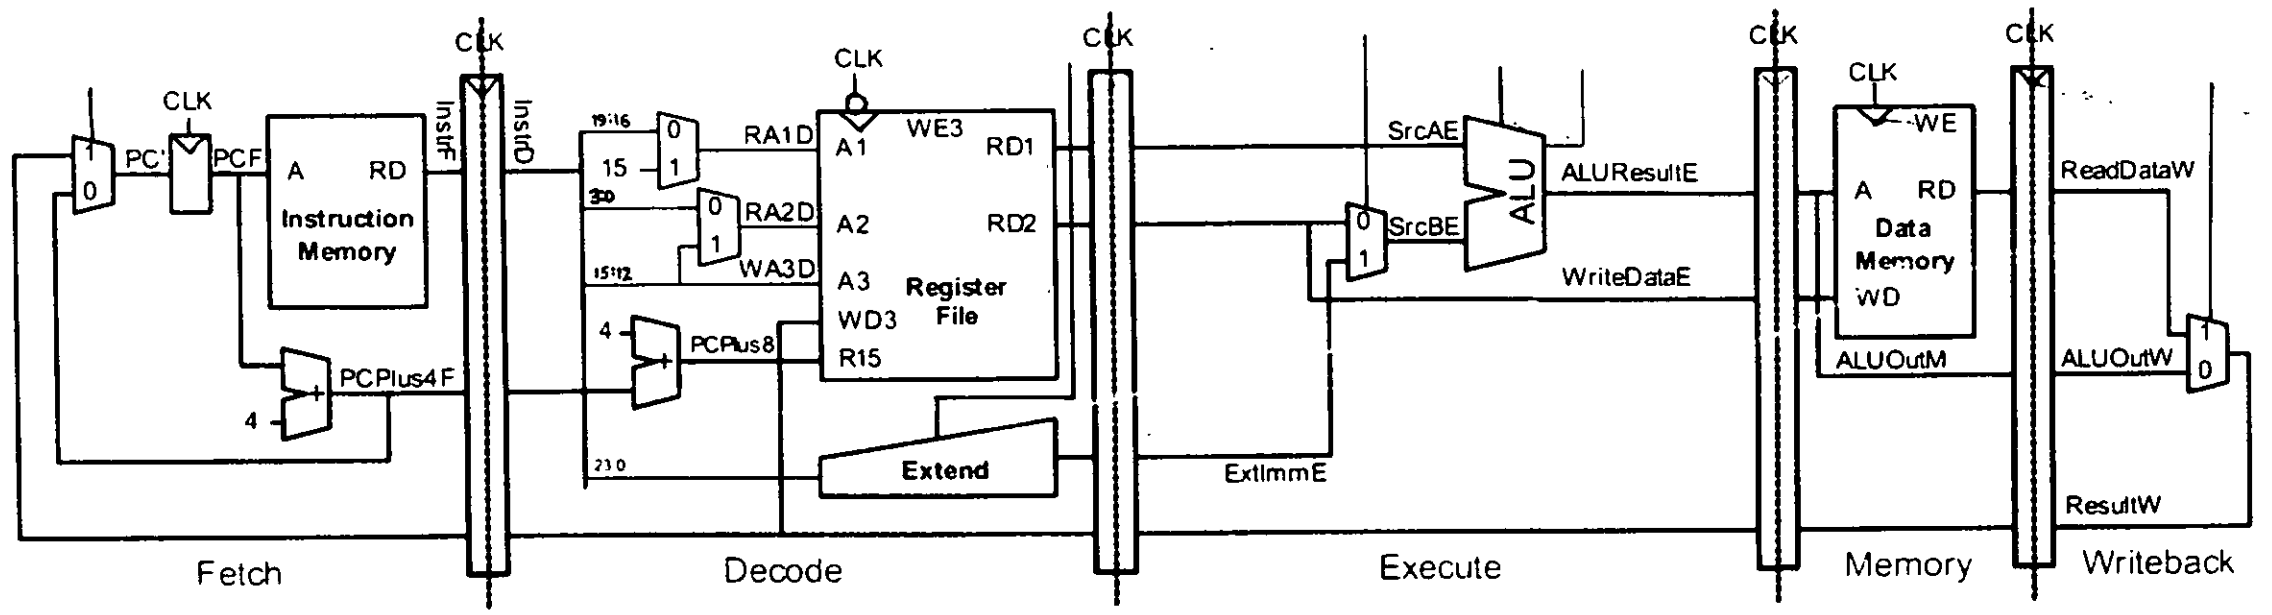 CLK
1
0
PC'
CLK
PCF
A
RD
Instruction
Memory
4
+
PCPlus4F
InstrF
CLK
InstrD
19:16
15
0
1
RA1D
3:0
0
1
RA2D
15:12
WA3D
4
+
PCPlus8
23:0
CLK
WE3
A1
RD1
A2
RD2
A3
Register
File
WD3
R15
Extend
CLK
SrcAE
0
1
SrcBE
ALU
ALUResultE
WriteDataE
ExtImmE
CLK
CLK
WE
A
RD
Data
Memory
WD
ALUOutM
ReadDataW
1
0
ALUOutW
ResultW
Fetch
Decode
Execute
Memory
Writeback